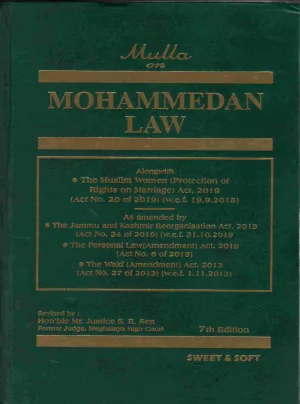 Mulla
on
MOHAMMEDAN
LAW
Alongwith
The Muslim Women (Protection of
Rights on Marriage) Act, 2019
(Act No. 20 of 2019) (w.e.f. 19.9.2018)
As amended by
The Jammu and Kashmir Reorganisation Act, 2019
(Act No. 34 of 2019) (w.e.f. 31.10.2019
The Personal Law(Amendment) Act, 2019
(Act No. 6 of 2019)
The Wakf (Amendment) Act, 2013
(Act No. 27 of 2013) (w.e.f. 1.11.2013)
Revised by :
Hon'ble Mr. Justice S. R. Sen
Former Judge, Meghalaya High Court
7th Edition
SWEET & SOFT